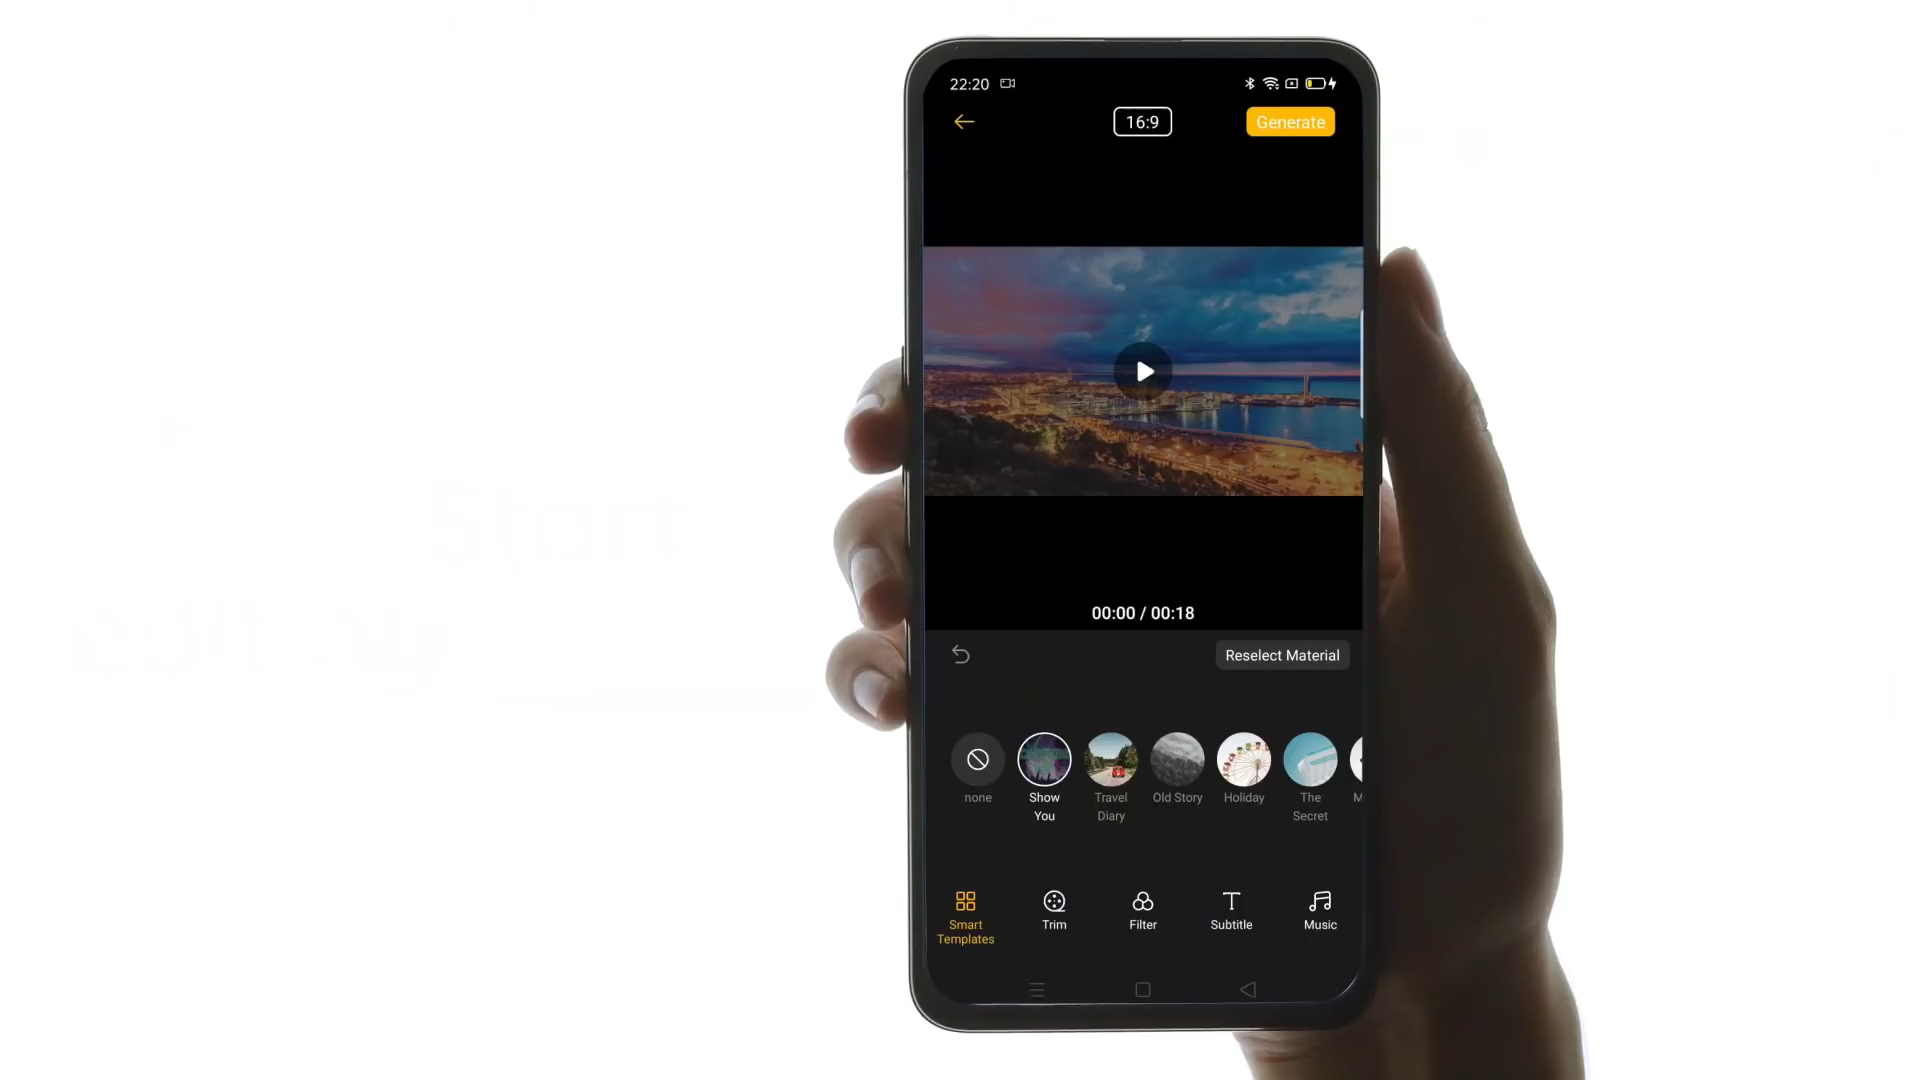 22:20
16:9
Generate
00:00 / 00:18
Reselect Material
none
Show
You
Travel
Diary
Old Story
Holiday
The
Secret
M
Smart
Templates
Trim
Filter
Subtitle
Music